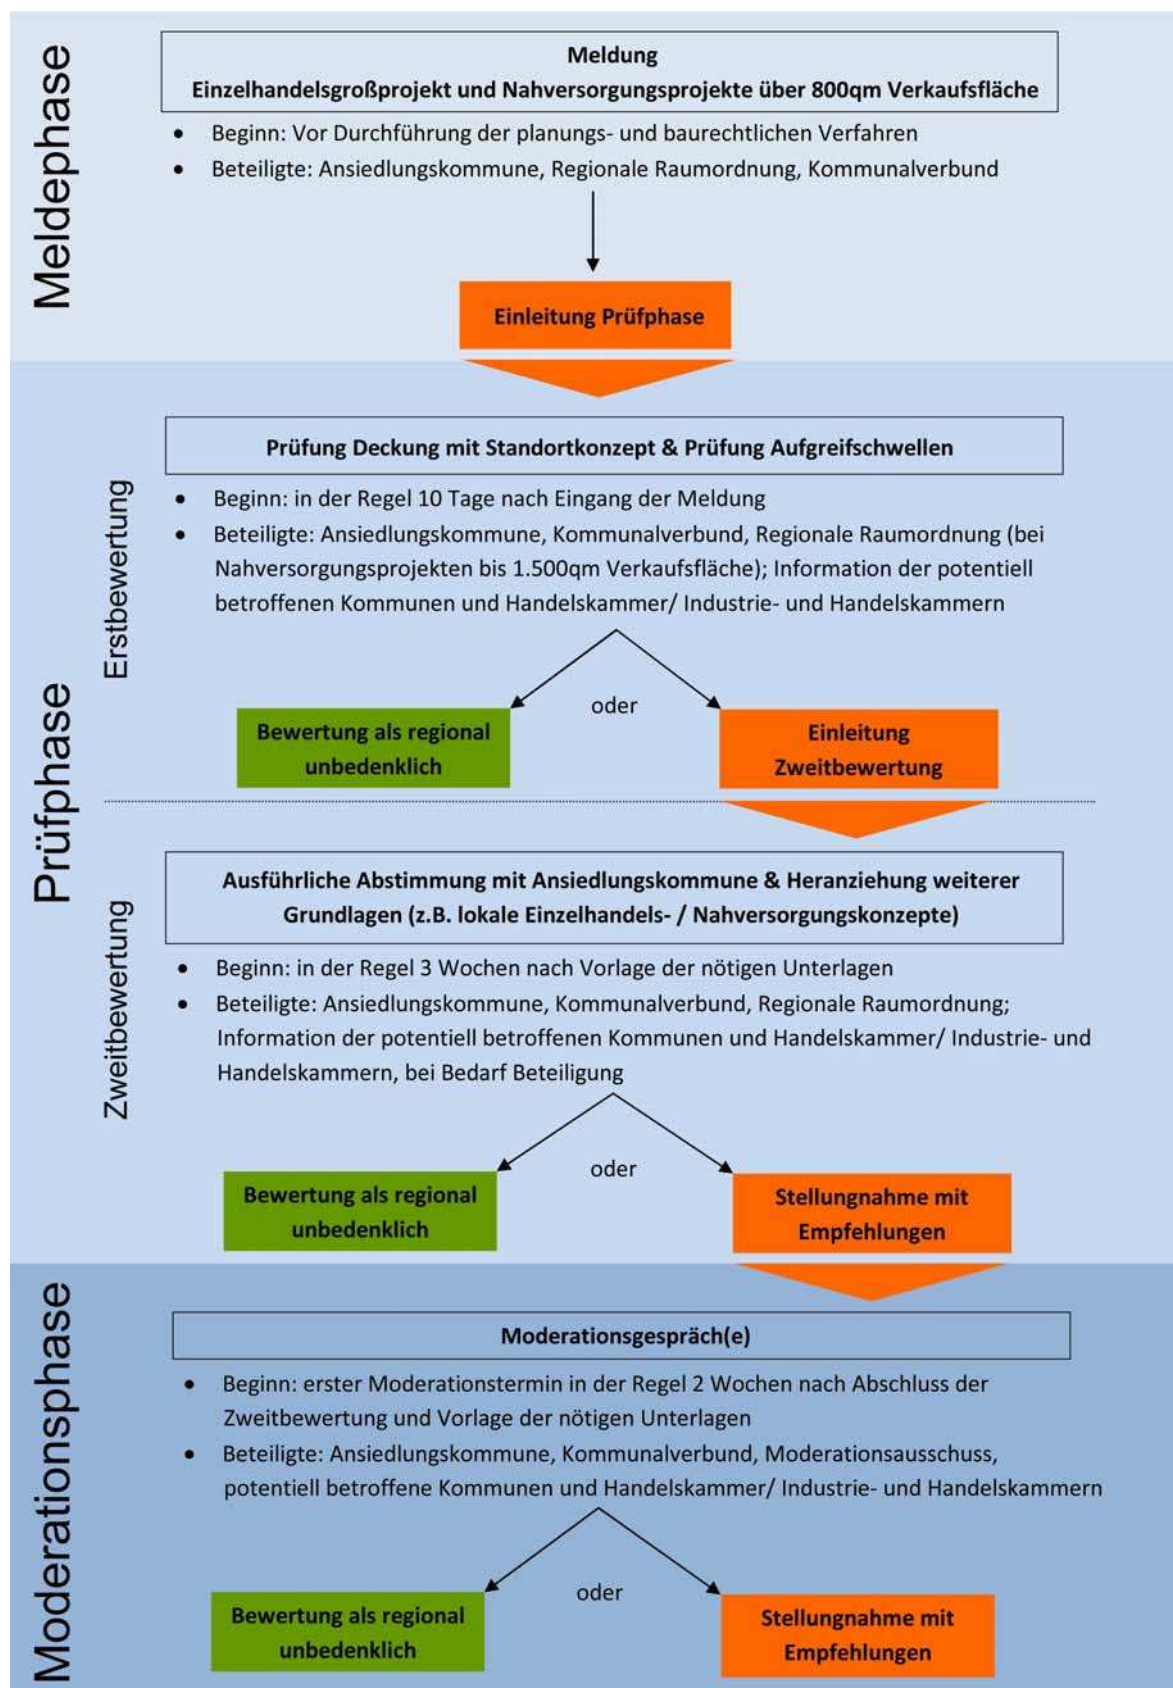 Meldephase
Meldung
Einzelhandelsgroßprojekt und Nahversorgungsprojekte über 800qm Verkaufsfläche
• Beginn: Vor Durchführung der planungs- und baurechtlichen Verfahren
• Beteiligte: Ansiedlungskommune, Regionale Raumordnung, Kommunalverbund
Einleitung Prüfphase
Prüfphase
Erstbewertung
Prüfung Deckung mit Standortkonzept & Prüfung Aufgreifschwellen
• Beginn: in der Regel 10 Tage nach Eingang der Meldung
• Beteiligte: Ansiedlungskommune, Kommunalverbund, Regionale Raumordnung (bei
Nahversorgungsprojekten bis 1.500qm Verkaufsfläche); Information der potentiell
betroffenen Kommunen und Handelskammer/ Industrie- und Handelskammern
oder
Bewertung als regional
unbedenklich
Einleitung
Zweitbewertung
Zweitbewertung
Ausführliche Abstimmung mit Ansiedlungskommune & Heranziehung weiterer
Grundlagen (z.B. lokale Einzelhandels- / Nahversorgungskonzepte)
• Beginn: in der Regel 3 Wochen nach Vorlage der nötigen Unterlagen
• Beteiligte: Ansiedlungskommune, Kommunalverbund, Regionale Raumordnung;
Information der potentiell betroffenen Kommunen und Handelskammer/ Industrie- und
Handelskammern, bei Bedarf Beteiligung
oder
Bewertung als regional
unbedenklich
Stellungnahme mit
Empfehlungen
Moderationsphase
Moderationsgespräch(e)
• Beginn: erster Moderationstermin in der Regel 2 Wochen nach Abschluss der
Zweitbewertung und Vorlage der nötigen Unterlagen
• Beteiligte: Ansiedlungskommune, Kommunalverbund, Moderationsausschuss,
potentiell betroffene Kommunen und Handelskammer/ Industrie- und Handelskammern
oder
Bewertung als regional
unbedenklich
Stellungnahme mit
Empfehlungen